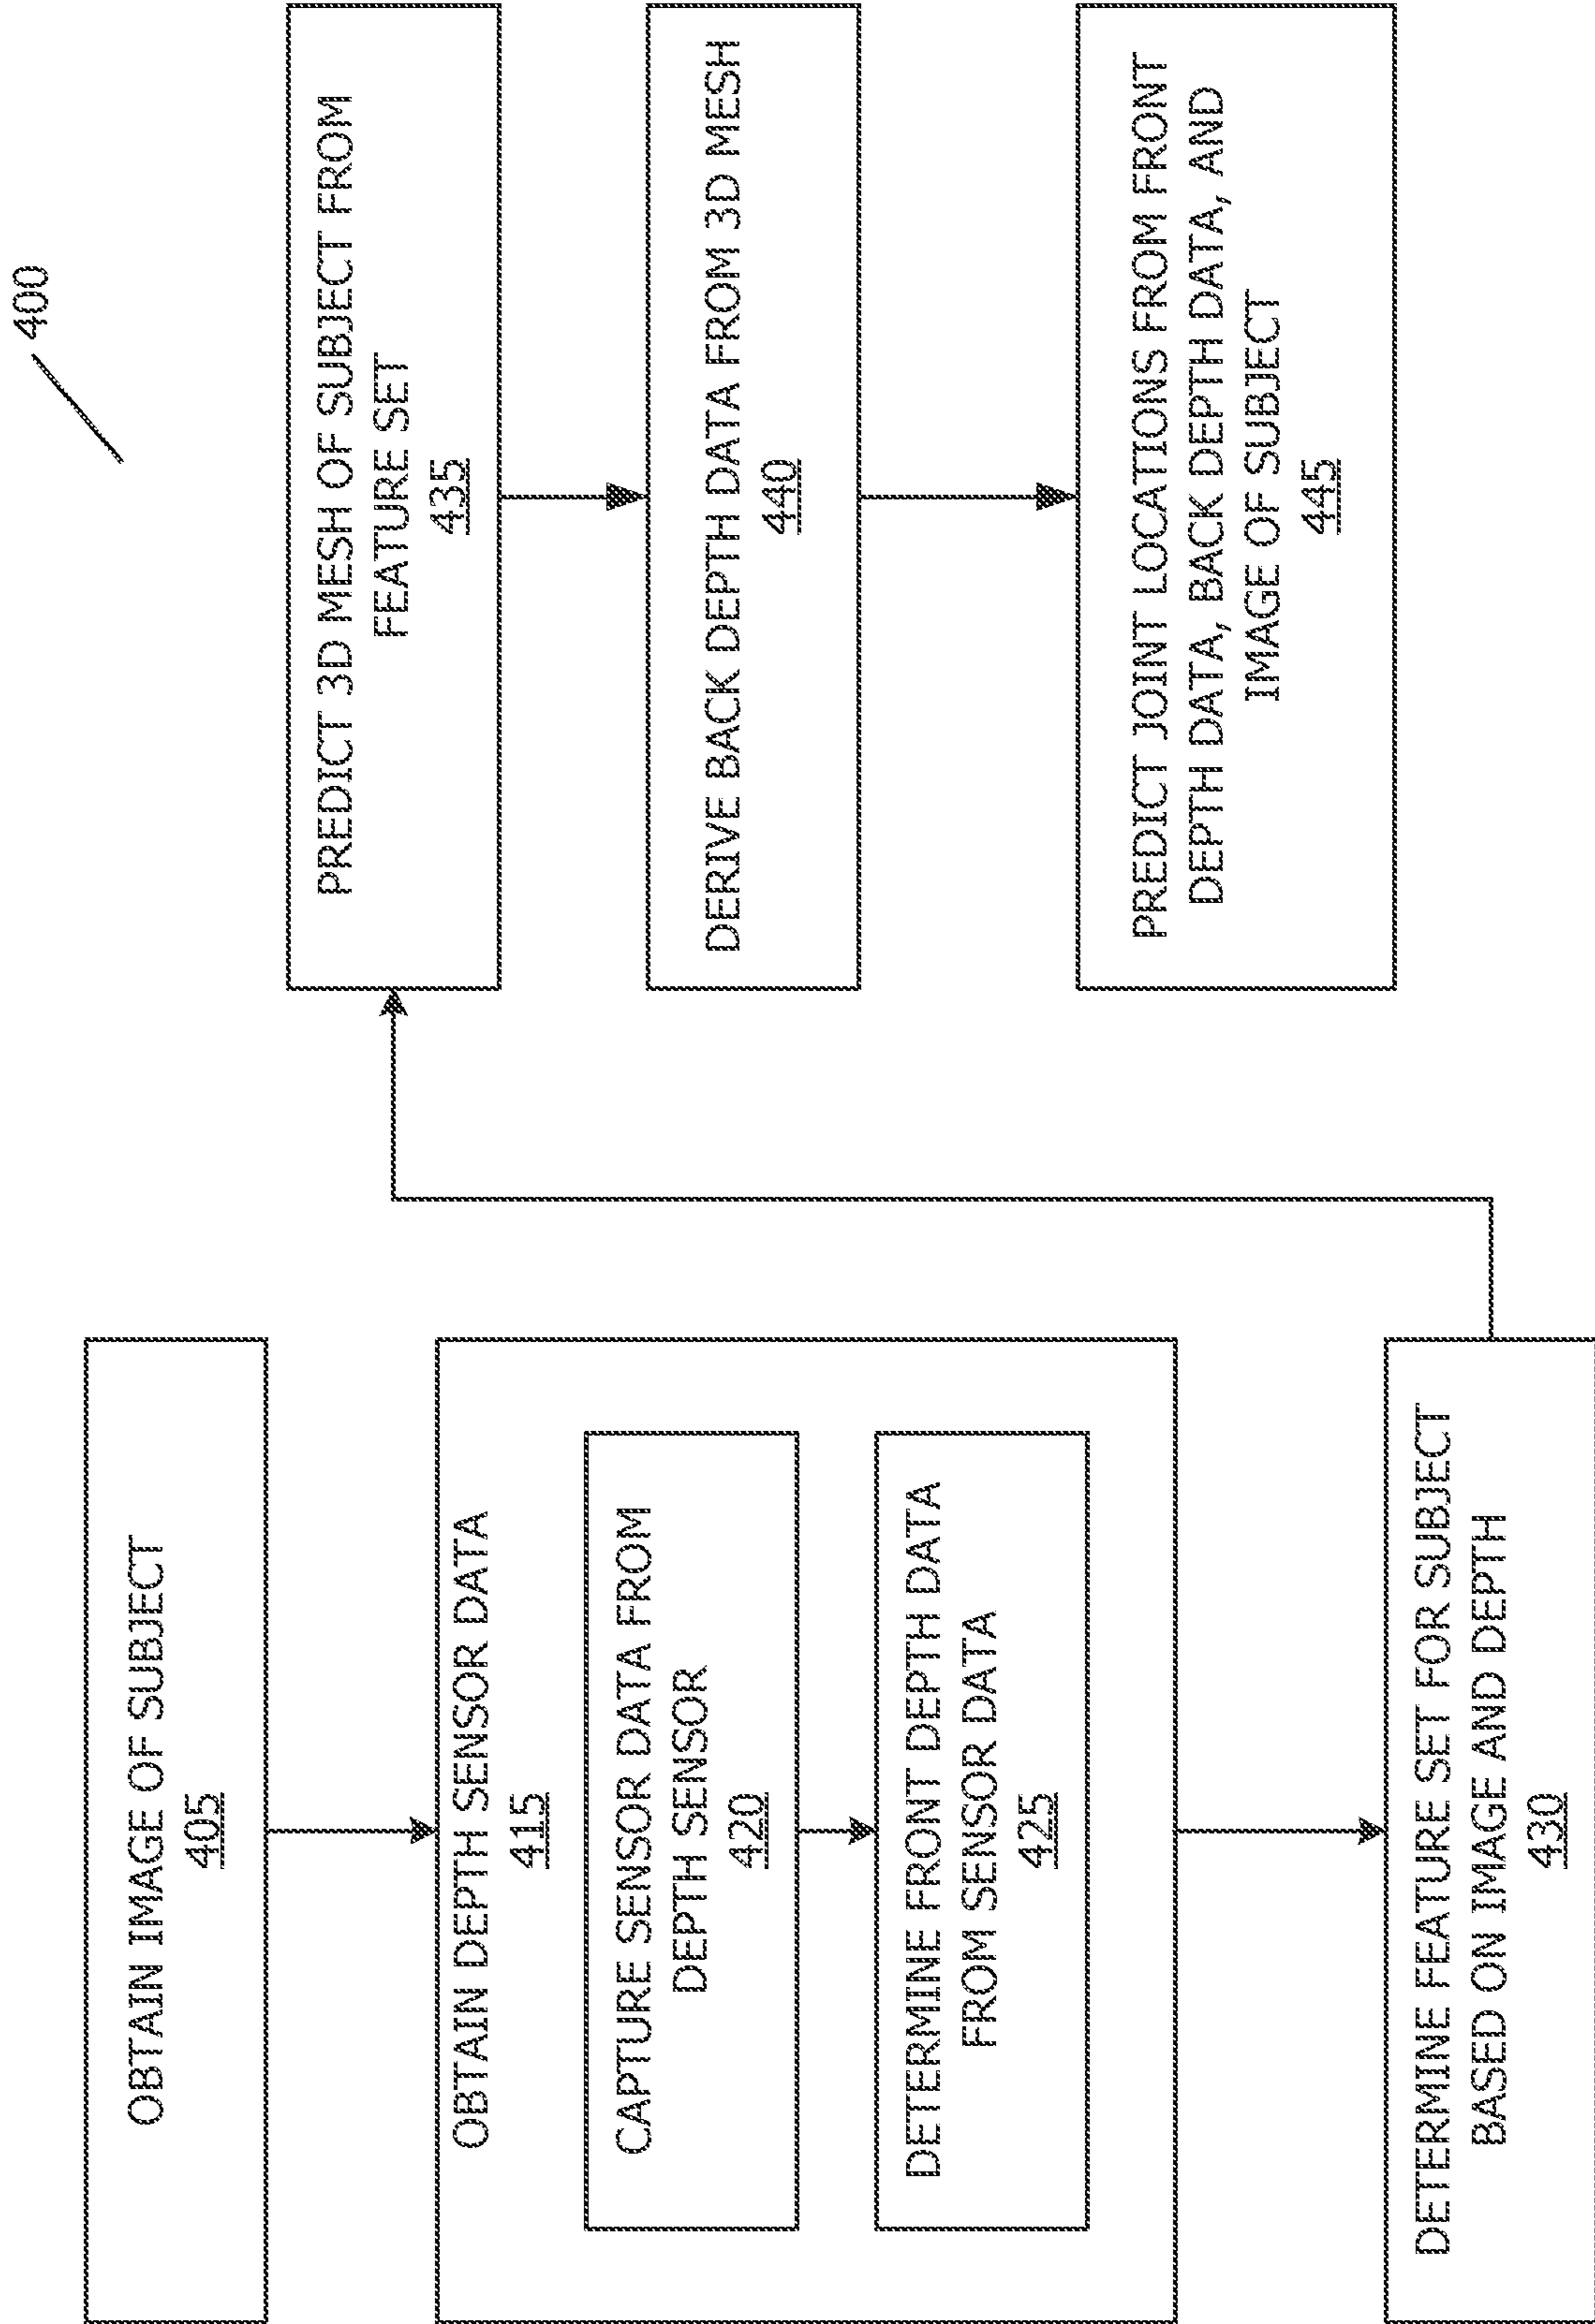 400
OBTAIN IMAGE OF SUBJECT
405
OBTAIN DEPTH SENSOR DATA
415
CAPTURE SENSOR DATA FROM
DEPTH SENSOR
420
DETERMINE FRONT DEPTH DATA
FROM SENSOR DATA
425
DETERMINE FEATURE SET FOR SUBJECT
BASED ON IMAGE AND DEPTH
430
PREDICT 3D MESH OF SUBJECT FROM
FEATURE SET
435
DERIVE BACK DEPTH DATA FROM 3D MESH
440
PREDICT JOINT LOCATIONS FROM FRONT
DEPTH DATA, BACK DEPTH DATA, AND
IMAGE OF SUBJECT
445